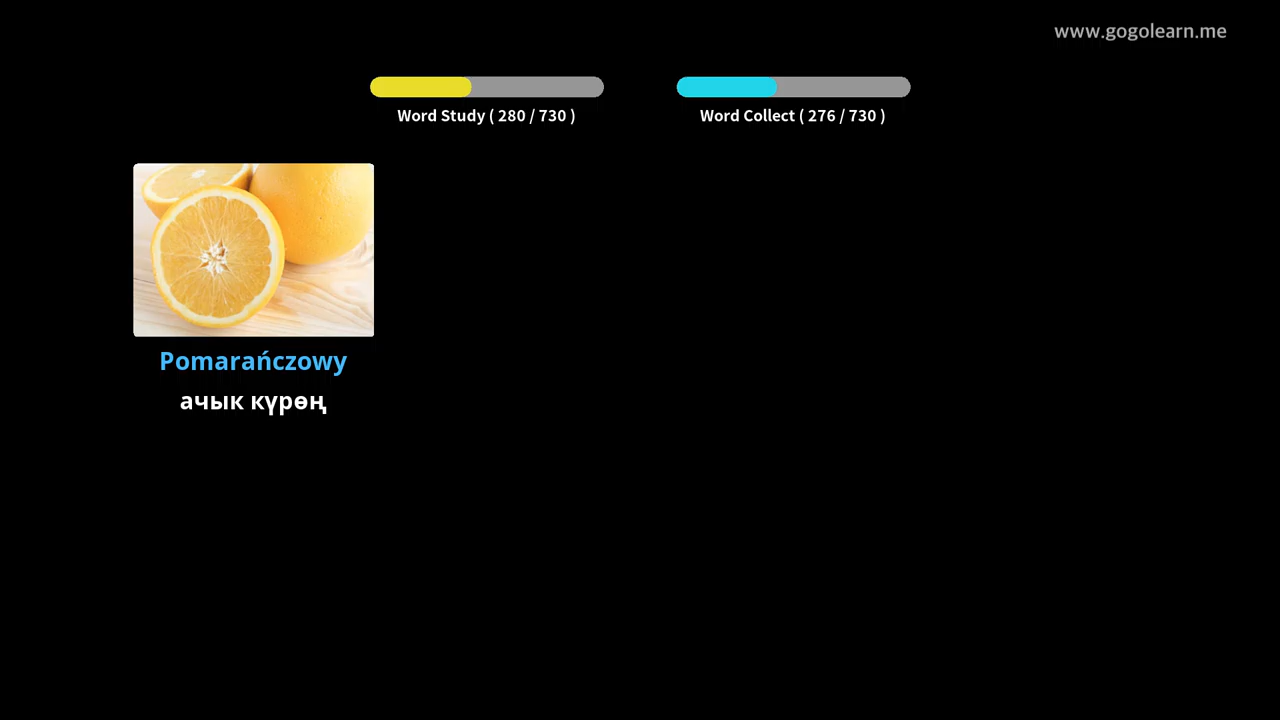 www.gogolearn.me
Word Study ( 280 / 730 )
Word Collect ( 276 / 730 )
Pomarańczowy
ачык күрөң